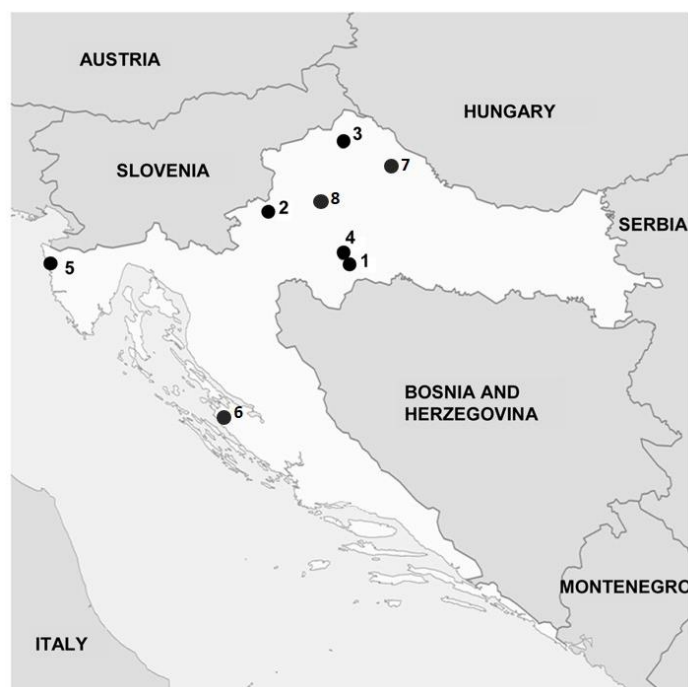 AUSTRIA
HUNGARY
3
7
SLOVENIA
8
2
SERBIA
4
1
5
BOSNIA AND
HERZEGOVINA
6
MONTENEGRO
ITALY